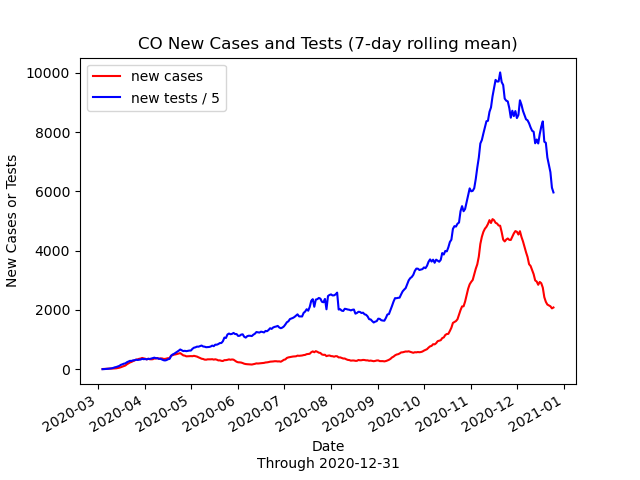 CO New Cases and Tests (7-day rolling mean)
new cases
new tests / 5
New Cases or Tests
10000
8000
6000
4000
2000
0
2020-03
2020-04
2020-05
2020-06
2020-07
2020-08
2020-09
2020-10
2020-11
2020-12
2021-01
Date
Through 2020-12-31